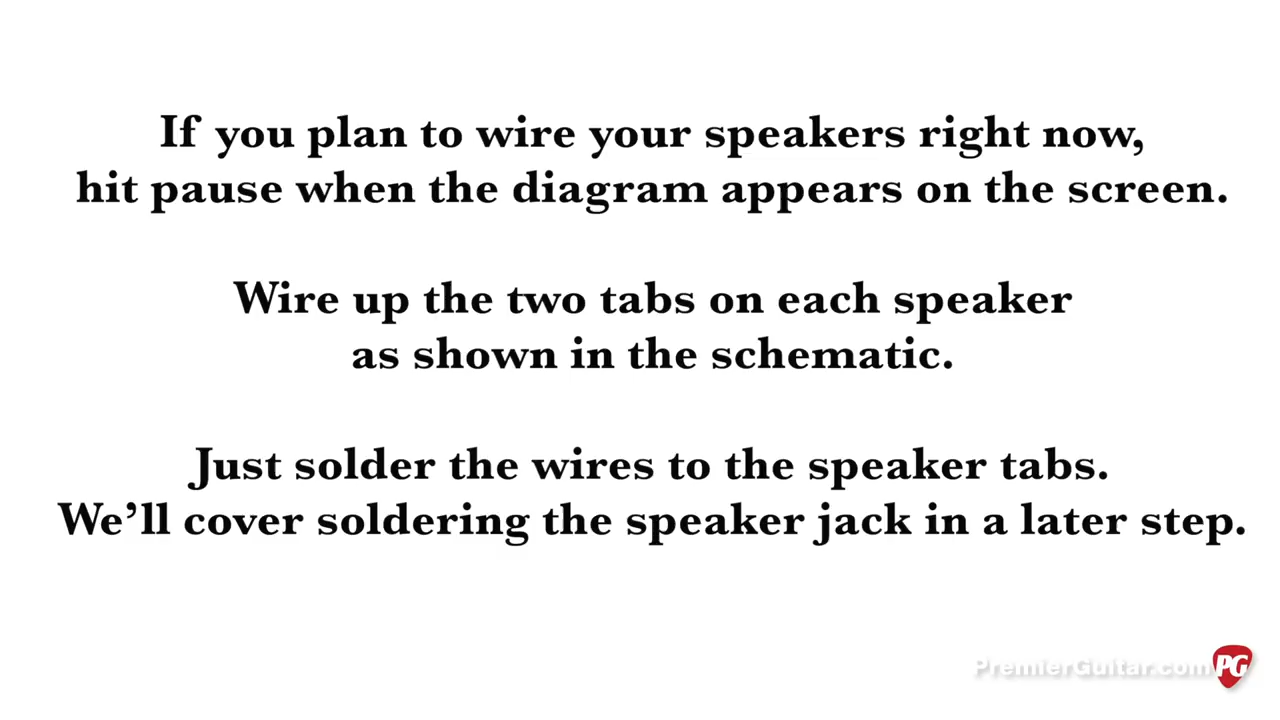 If you plan to wire your speakers right now,
hit pause when the diagram appears on the screen.
Wire up the two tabs on each speaker
as shown in the schematic.
Just solder the wires to the speaker tabs.
We’ll cover soldering the speaker jack in a later step.
PremierGuitar.com PG